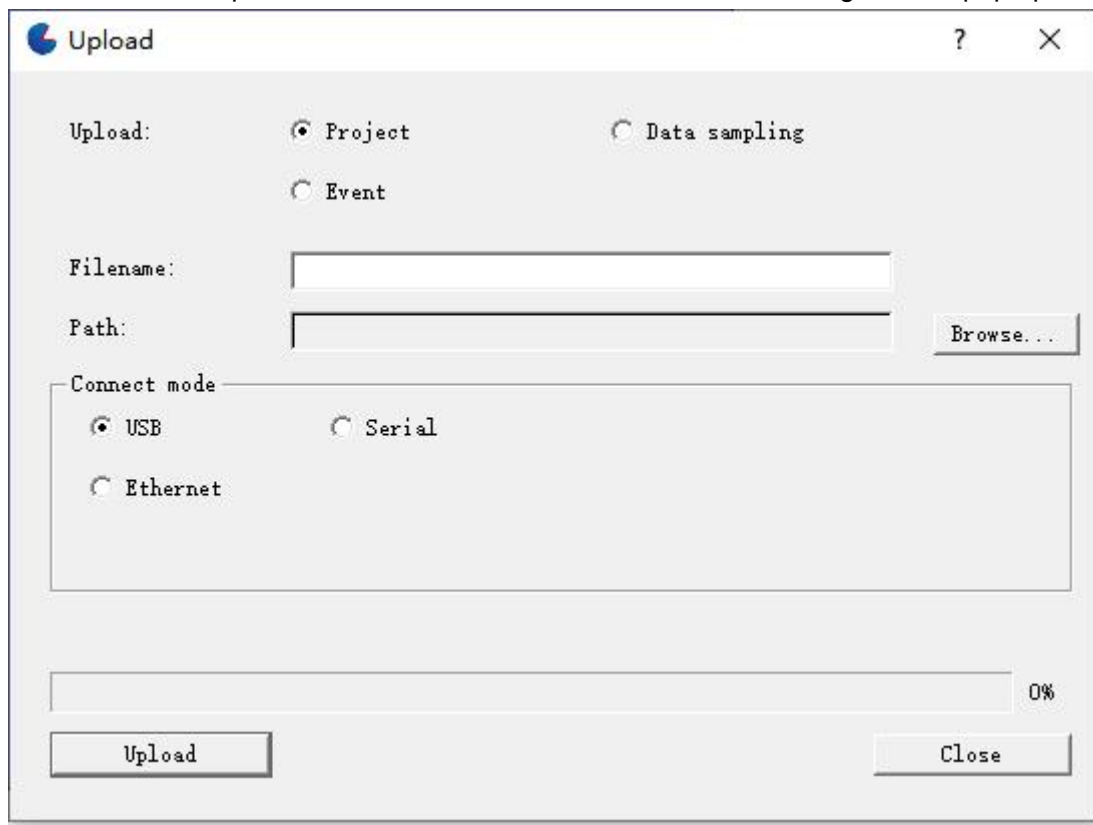 Upload
Upload: Project Data sampling
Event
Filename:
Path: Browse...
Connect mode
USB Serial
Ethernet
0%
Upload Close